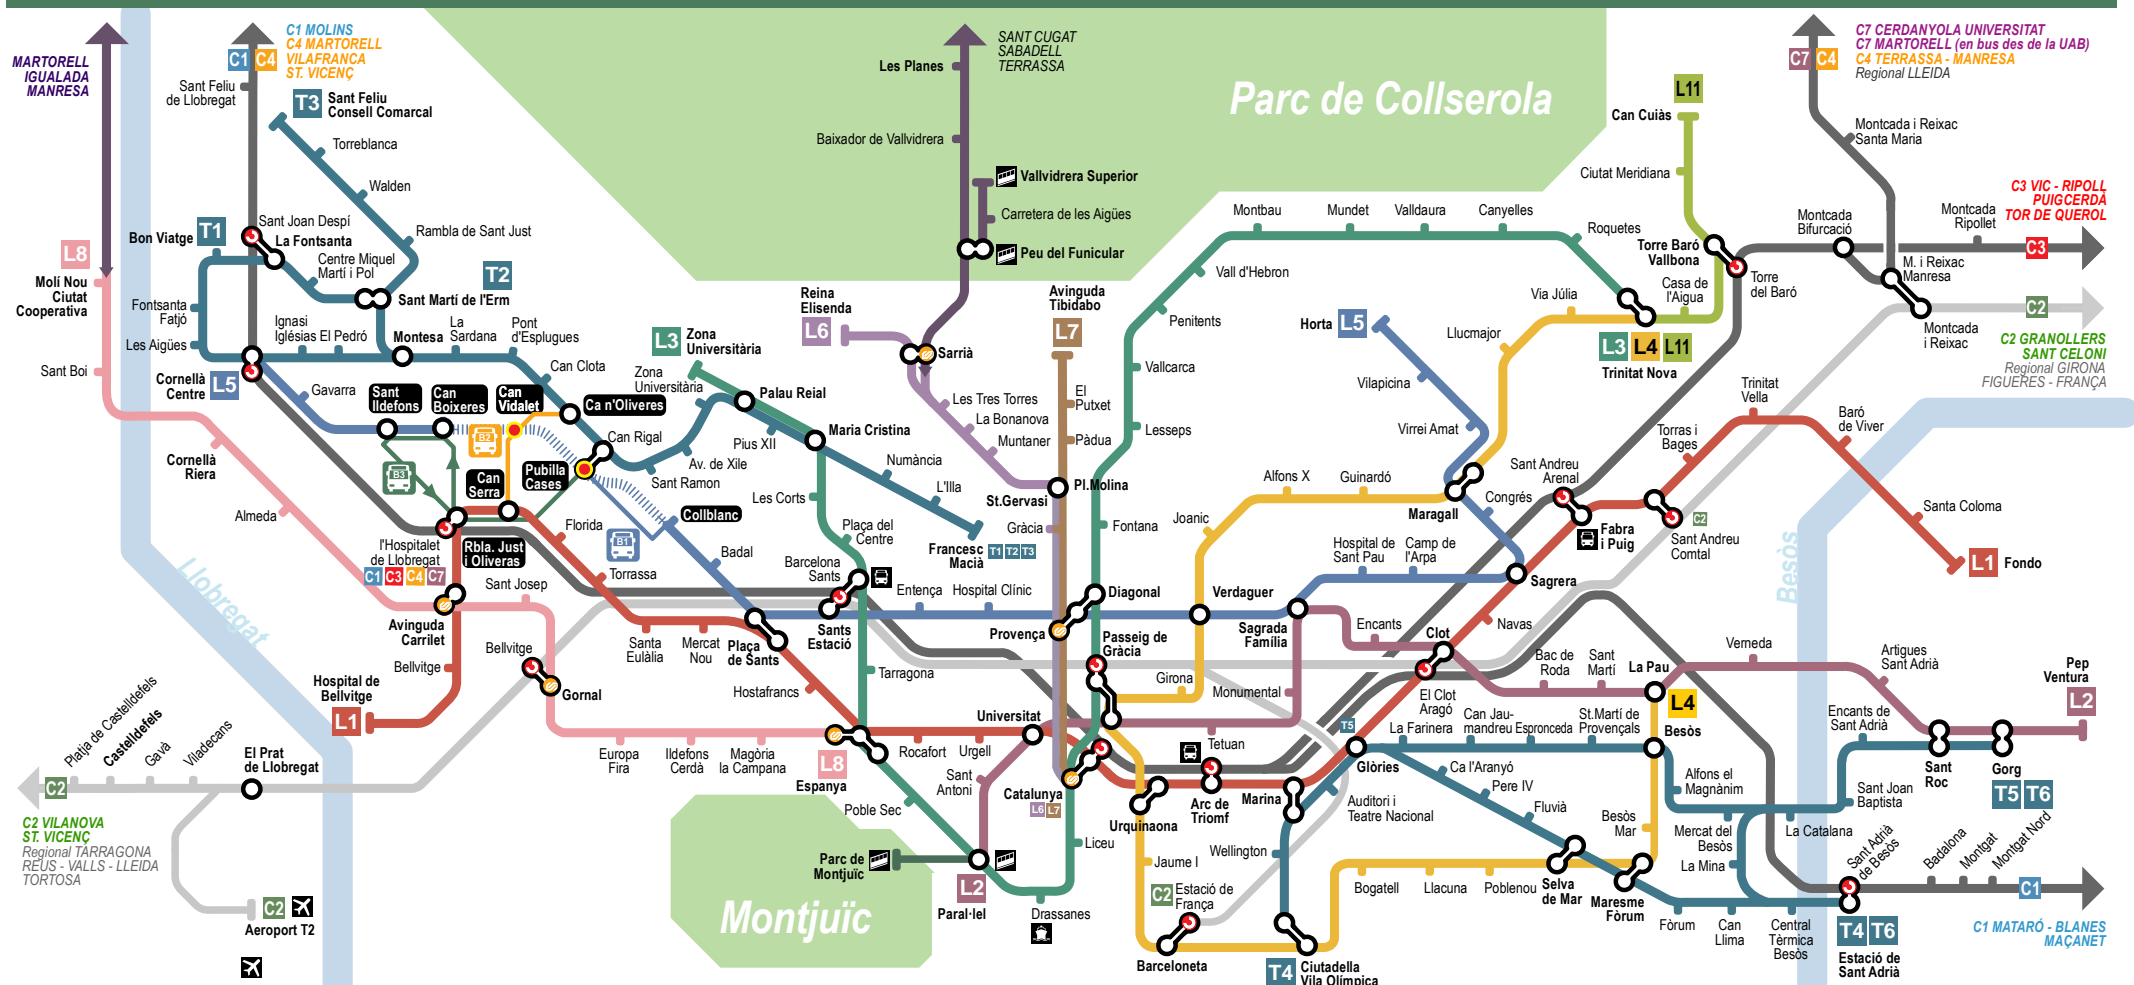 MARTORELL
IGUALADA
MANRESA
C1
C4
C1 MOLINS
C4 MARTORELL
VILAFRANCA
ST. VICENÇ
Sant Feliu
de Llobregat
T3
Sant Feliu
Consell Comarcal
Torreblanca
Walden
Rambla de Sant Just
SANT CUGAT
SABADELL
TERRASSA
Les Planes
Baixador de Vallvidrera
Vallvidrera Superior
Carretera de les Aigües
Peu del Funicular
Parc de Collserola
L11
Can Cuiàs
Ciutat Meridiana
C7
C4
C7 CERDANYOLA UNIVERSITAT
C7 MARTORELL (en bus des de la UAB)
C4 TERRASSA - MANRESA
Regional LLEIDA
Montcada i Reixac
Santa Maria
C3 VIC - RIPOLL
PUIGCERDÀ
TOR DE QUEROL
Montcada
Ripollet
Montcada
Bifurcació
C3
M. i Reixac
Manresa
C2
Montcada
i Reixac
C2 GRANOLLERS
SANT CELONI
Regional GIRONA
FIGUERES - FRANÇA
L8
Molí Nou
Ciutat
Cooperativa
Sant Boi
Bon Viatge
T1
Sant Joan Despí
La Fontsanta
Centre Miquel
Martí i Pol
T2
Sant Martí de l'Erm
Fontsanta
Fatjó
Les Aigües
Ignasi
Iglésias
El Pedró
Montesa
La
Sardana
Pont
d'Esplugues
Can Clota
Cornellà
Centre
L5
Gavarra
Sant
Ildefons
Can
Boixeres
Can
Vidalet
Ca n'Oliveres
B2
B3
Can Rigal
Can
Serra
Pubilla
Cases
Cornellà
Riera
Almeda
L3
Zona
Universitària
Zona
Universitària
Palau Reial
Pius XII
Av. de Xile
Sant Ramon
Maria Cristina
Numància
L'Illa
Les Corts
Francesc
Macià
T1
T2
T3
Plaça del
Centre
Collblanc
B1
Badal
Florida
Torrassa
l'Hospitalet
de Llobregat
C1
C3
C4
C7
Rbla. Just
i Oliveras
Sant Josep
Avinguda
Carrilet
Bellvitge
Hospital de
Bellvitge
L1
Bellvitge
Gornal
Barcelona
Sants
Sants
Estació
Entença
Hospital Clínic
Santa
Eulàlia
Mercat
Nou
Plaça
de Sants
Hostafrancs
Tarragona
Reina
Elisenda
L6
Sarrià
Les Tres Torres
La Bonanova
Muntaner
St.Gervasi
Gràcia
Avinguda
Tibidabo
L7
El
Putxet
Pàdua
Pl.Molina
Provença
Diagonal
Passeig de
Gràcia
Montbau
Mundet
Valldaura
Canyelles
Roquetes
Vall d'Hebron
Penitents
Vallcarca
Lesseps
Fontana
Torre Baró
Vallbona
Torre
del Baró
Casa de
l'Aigua
Via Júlia
Llucmajor
L3
L4
L11
Trinitat Nova
Horta
L5
Vilapicina
Virrei Amat
Maragall
Congrés
Alfons X
Guinardó
Joanic
Hospital de
Sant Pau
Camp de
l'Arpa
Verdaguer
Sagrada
Família
Sagrera
Trinitat
Vella
Baró
de Viver
Torras i
Bages
Sant Andreu
Arenal
Fabra
i Puig
C2
Sant Andreu
Comtal
Santa Coloma
L1
Fondo
Navas
Clot
Encants
Bac de
Roda
Sant
Martí
La Pau
Verneda
Artigues
Sant Adrià
Pep
Ventura
L2
Girona
Monumental
Tetuan
El Clot
Aragó
L4
Besòs
Encants de
Sant Adrià
Sant
Roc
Gorg
T5
T6
La Farinera
Can Jau-
mandreu
Espronceda
St.Martí de
Provençals
T5
Glòries
Ca l'Aranyó
Pere IV
Fluvià
Alfons el
Magnànim
Sant Joan
Baptista
Besòs
Mar
Mercat del
Besòs
La Catalana
La Mina
Sant Adrià
de Besòs
Badalona
Montgat
Montgat Nord
C1
C1 MATARÓ - BLANES
MAÇANET
T4
T6
Estació de
Sant Adrià
Fòrum
Can
Llima
Central
Tèrmica
Besòs
Maresme
Fòrum
Selva
de Mar
Poblenou
Llacuna
Bogatell
Auditori i
Teatre Nacional
Wellington
Marina
Arc de
Triomf
Urquinaona
Jaume I
C2
Estació de
França
Barceloneta
T4
Ciutadella
Vila Olímpica
Universitat
Catalunya
L6
L7
Liceu
Sant
Antoni
Urgell
Rocafort
L8
Espanya
Magòria
la Campana
Ildefons
Cerdà
Europa
Fira
Poble Sec
Parc de
Montjuïc
L2
Paral·lel
Drassanes
Montjuïc
Platja de Castelldefels
Castelldefels
Gavà
Viladecans
El Prat
de Llobregat
C2
C2 VILANOVA
ST. VICENÇ
Regional TARRAGONA
REUS - VALLS - LLEIDA
TORTOSA
C2
Aeroport T2
Llobregat
Besòs